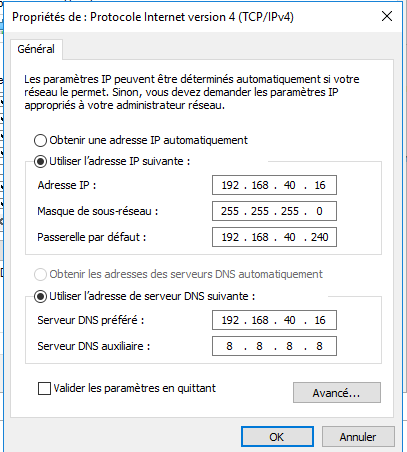 Propriétés de : Protocole Internet version 4 (TCP/IPv4)
Général
Les paramètres IP peuvent être déterminés automatiquement si votre
réseau le permet. Sinon, vous devez demander les paramètres IP
appropriés à votre administrateur réseau.
Obtenir une adresse IP automatiquement
Utiliser l'adresse IP suivante :
Adresse IP : 192 . 168 . 40 . 16
Masque de sous-réseau : 255 . 255 . 255 . 0
Passerelle par défaut : 192 . 168 . 40 . 240
Obtenir les adresses des serveurs DNS automatiquement
Utiliser l'adresse de serveur DNS suivante :
Serveur DNS préféré : 192 . 168 . 40 . 16
Serveur DNS auxiliaire : 8 . 8 . 8 . 8
Valider les paramètres en quittant
Avancé...
OK Annuler